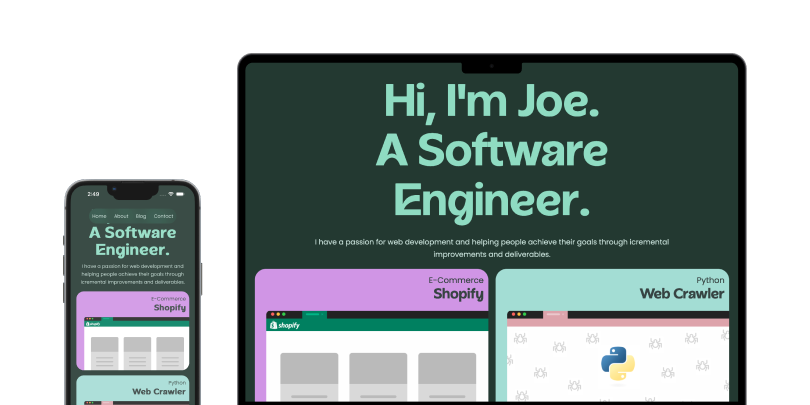 Hi, I'm Joe.
A Software
Engineer.
I have a passion for web development and helping people achieve their goals through icremental
improvements and deliverables.
E-Commerce
Shopify
shopify
Python
Web Crawler
2:49
Home About Blog Contact
A Software
Engineer.
I have a passion for web development and
helping people achieve their goals through
icremental improvements and deliverables.
E-Commerce
Shopify
shopify
Python
Web Crawler